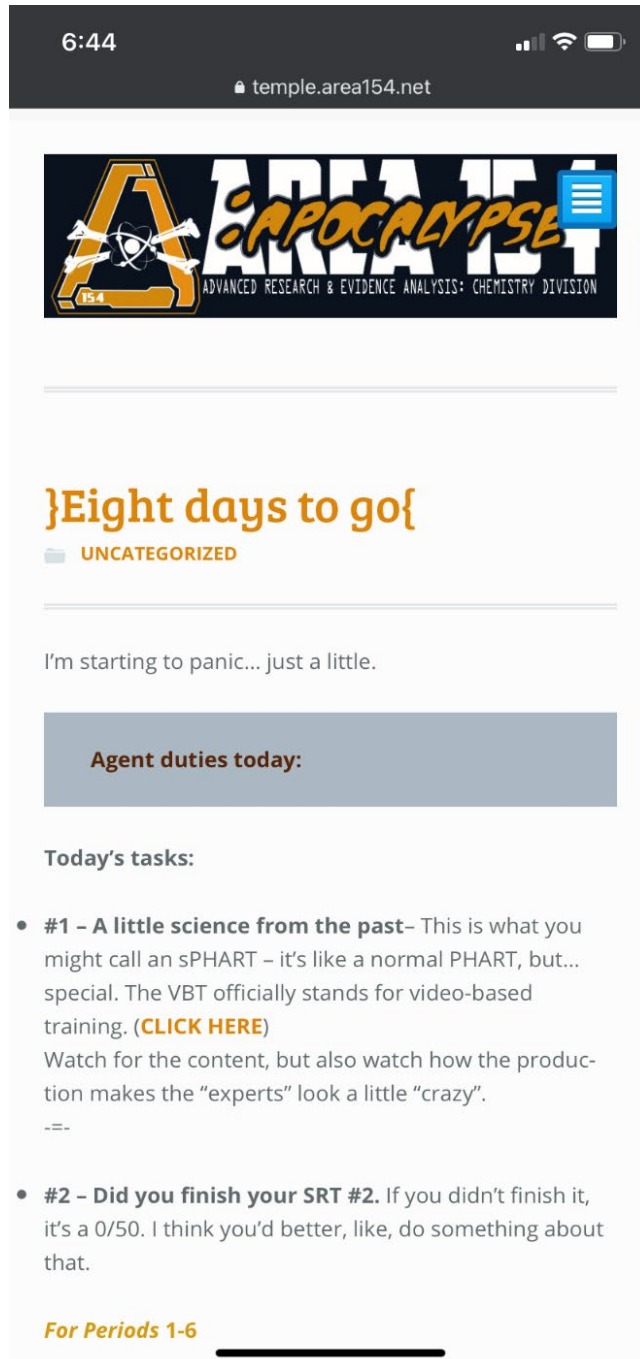 6:44
temple.area154.net
AREA 154
:APOCALYPSE
ADVANCED RESEARCH & EVIDENCE ANALYSIS: CHEMISTRY DIVISION
154
}Eight days to go{
UNCATEGORIZED
I’m starting to panic… just a little.
Agent duties today:
Today’s tasks:
• #1 – A little science from the past– This is what you
might call an sPHART – it’s like a normal PHART, but…
special. The VBT officially stands for video-based
training. (CLICK HERE)
Watch for the content, but also watch how the produc-
tion makes the “experts” look a little “crazy”.
-=-
• #2 – Did you finish your SRT #2. If you didn’t finish it,
it’s a 0/50. I think you’d better, like, do something about
that.
For Periods 1-6